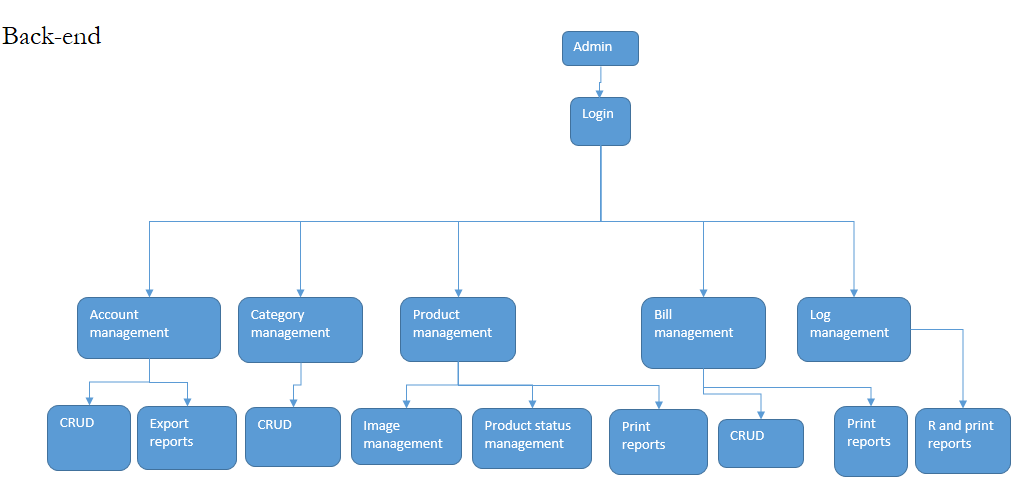 Back-end
Admin
Login
Account
management
Category
management
Product
management
Bill
management
Log
management
CRUD
Export
reports
CRUD
Image
management
Product status
management
Print
reports
CRUD
Print
reports
R and print
reports